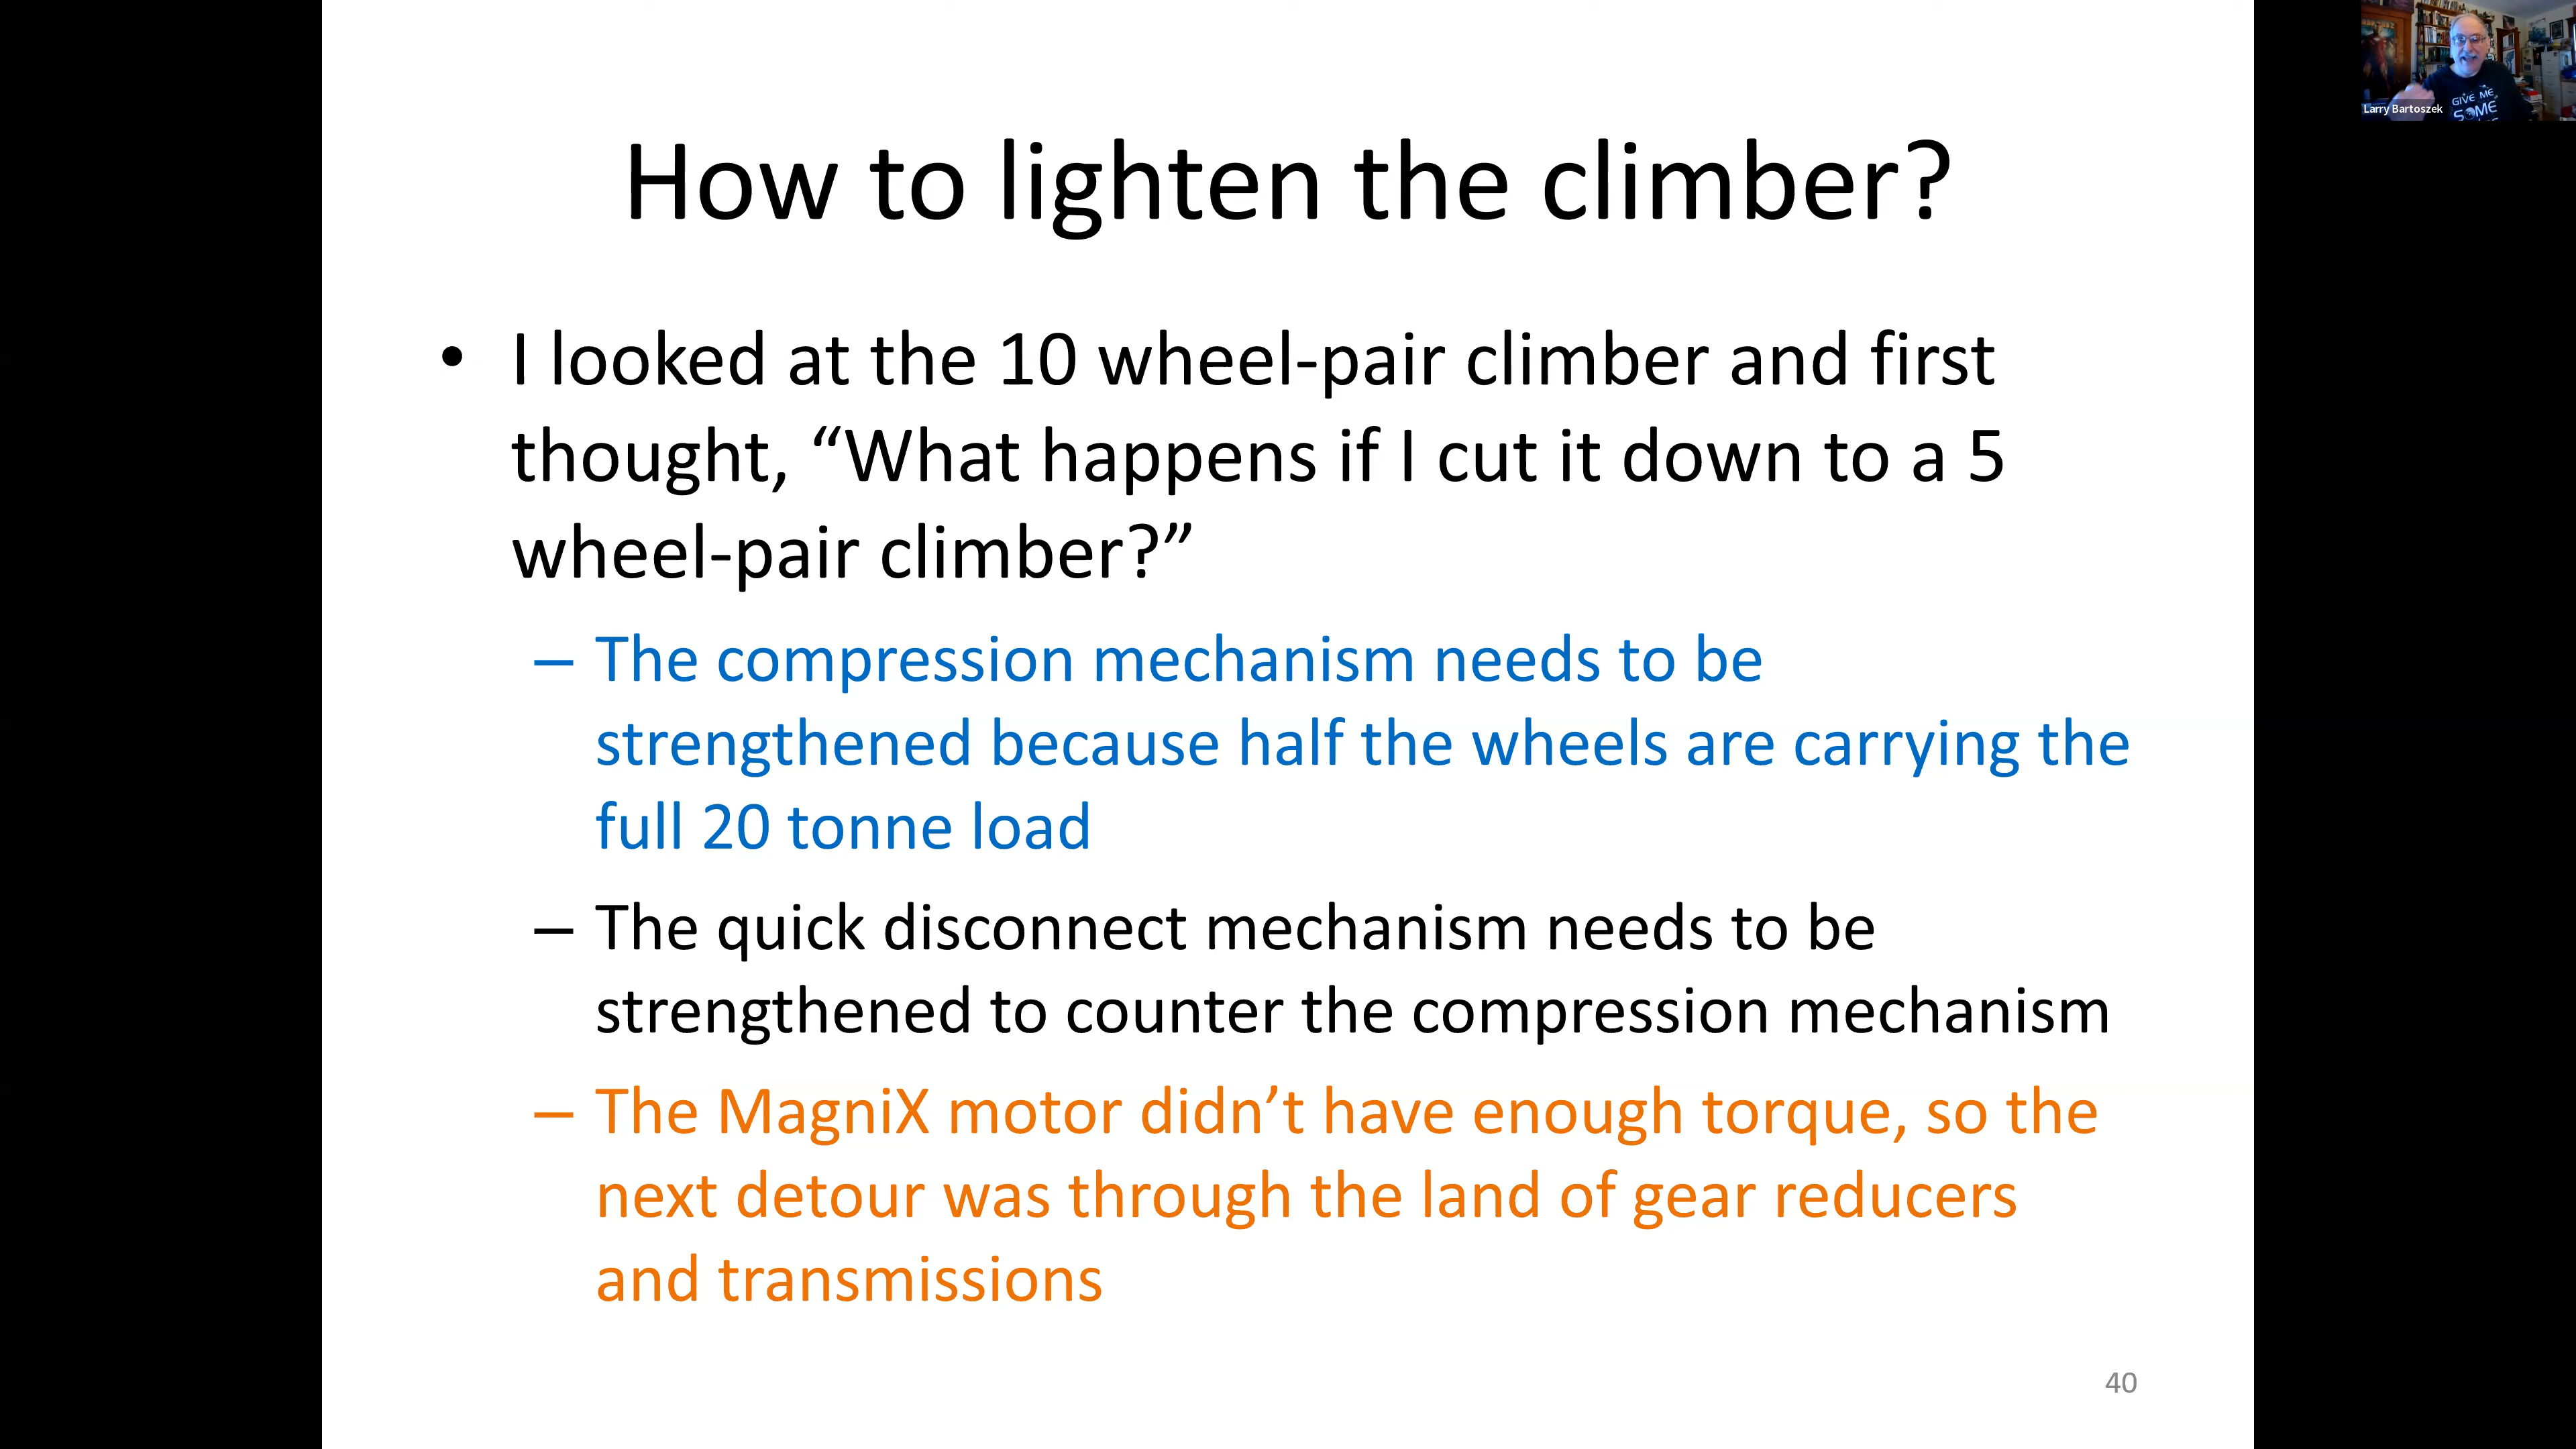 How to lighten the climber?
• I looked at the 10 wheel-pair climber and first
thought, “What happens if I cut it down to a 5
wheel-pair climber?”
– The compression mechanism needs to be
strengthened because half the wheels are carrying the
full 20 tonne load
– The quick disconnect mechanism needs to be
strengthened to counter the compression mechanism
– The MagniX motor didn’t have enough torque, so the
next detour was through the land of gear reducers
and transmissions
40
Larry Bartoszek
GIVE ME
SOME